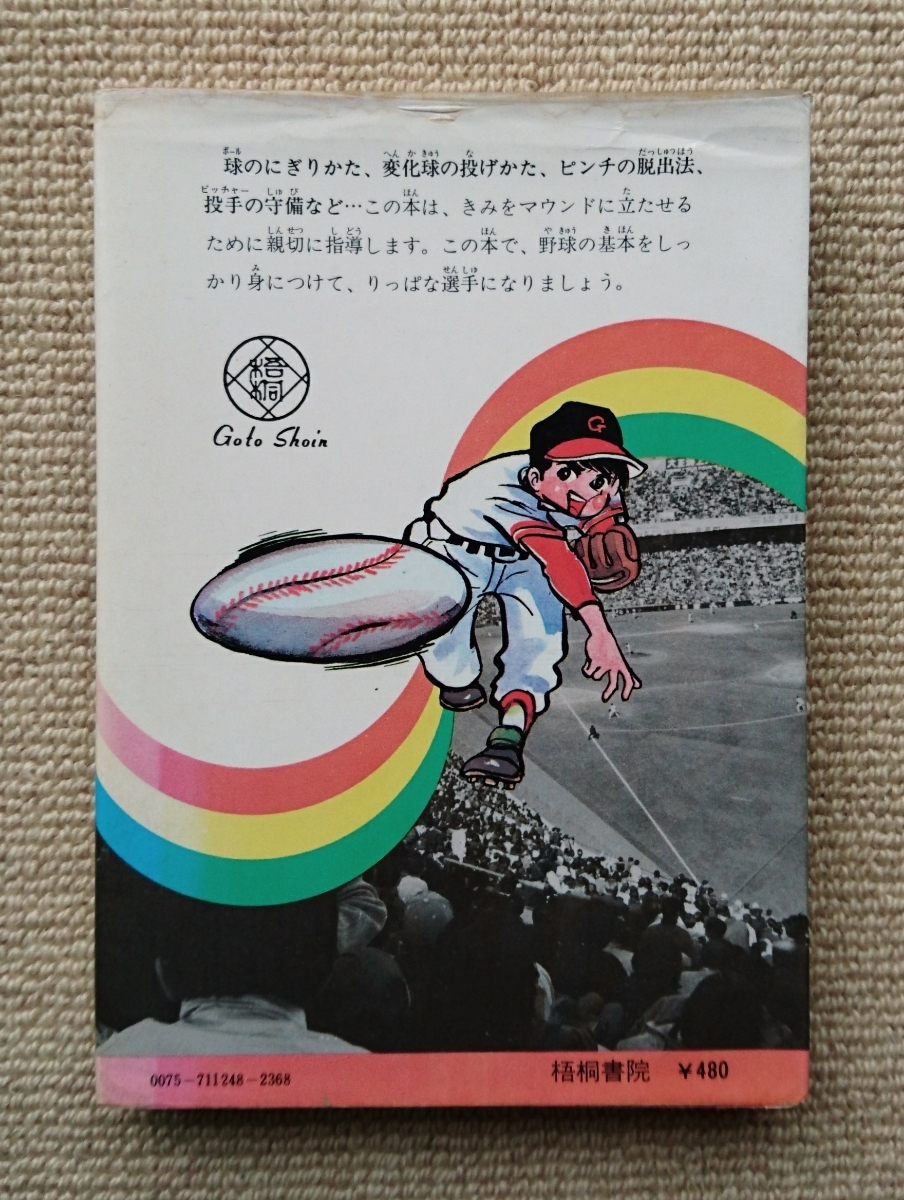 球のにぎりかた、変化球の投げかた、ピンチの脱出法、
投手の守備など…この本は、きみをマウンドに立たせる
ために親切に指導します。この本で、野球の基本をしっ
かり身につけて、りっぱな選手になりましょう。
梧桐
Goto Shoin
G
0075-711248-2368
梧桐書院 ¥480